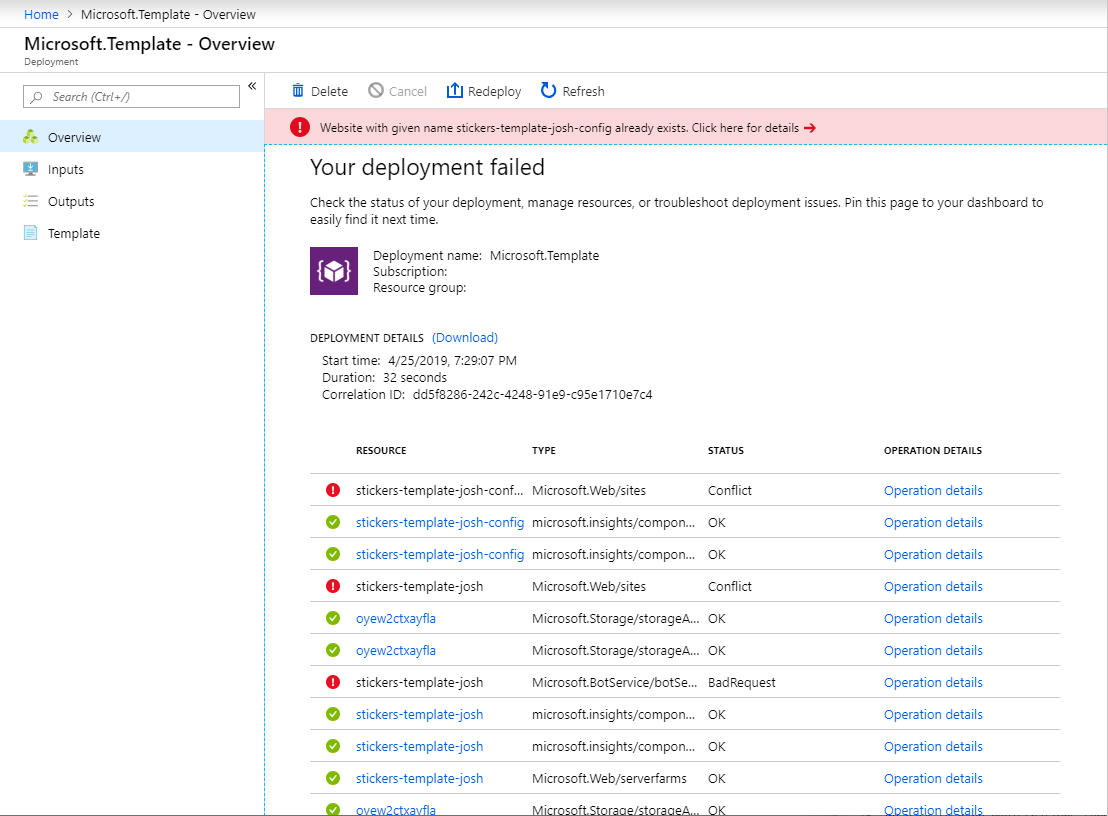 Home > Microsoft.Template - Overview
Microsoft.Template - Overview
Deployment
Search (Ctrl+/)
«
Overview
Inputs
Outputs
Template
Delete Cancel Redeploy Refresh
Website with given name stickers-template-josh-config already exists. Click here for details →
Your deployment failed
Check the status of your deployment, manage resources, or troubleshoot deployment issues. Pin this page to your dashboard to
easily find it next time.
Deployment name: Microsoft.Template
Subscription:
Resource group:
DEPLOYMENT DETAILS (Download)
Start time: 4/25/2019, 7:29:07 PM
Duration: 32 seconds
Correlation ID: dd5f8286-242c-4248-91e9-c95e1710e7c4
RESOURCE TYPE STATUS OPERATION DETAILS
stickers-template-josh-conf... Microsoft.Web/sites Conflict Operation details
stickers-template-josh-config microsoft.insights/compon... OK Operation details
stickers-template-josh-config microsoft.insights/compon... OK Operation details
stickers-template-josh Microsoft.Web/sites Conflict Operation details
oyew2ctxayfla Microsoft.Storage/storageA... OK Operation details
oyew2ctxayfla Microsoft.Storage/storageA... OK Operation details
stickers-template-josh Microsoft.BotService/botSe... BadRequest Operation details
stickers-template-josh microsoft.insights/compon... OK Operation details
stickers-template-josh microsoft.insights/compon... OK Operation details
stickers-template-josh Microsoft.Web/serverfarms OK Operation details
oyew2ctxayfla Microsoft.Storage/storageA... OK Operation details